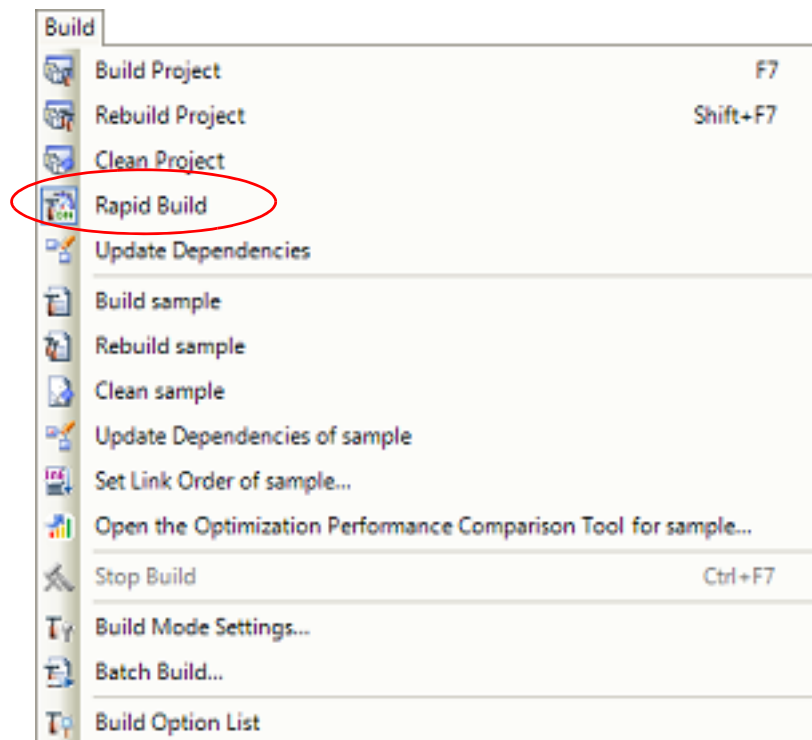 Build
Build Project F7
Rebuild Project Shift+F7
Clean Project
Rapid Build
Update Dependencies
Build sample
Rebuild sample
Clean sample
Update Dependencies of sample
Set Link Order of sample...
Open the Optimization Performance Comparison Tool for sample...
Stop Build Ctrl+F7
Build Mode Settings...
Batch Build...
Build Option List